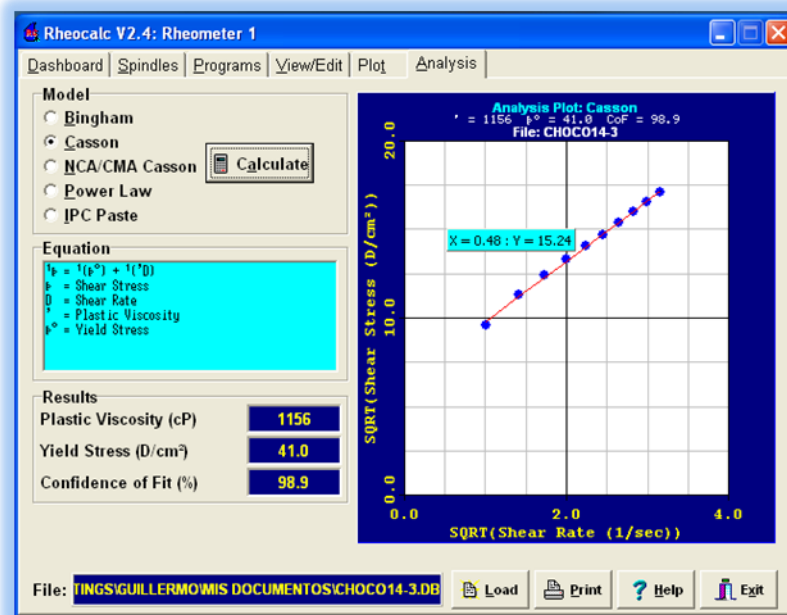 Rheocalc V2.4: Rheometer 1
Dashboard Spindles Programs View/Edit Plot Analysis
Model
Bingham
Casson
NCA/CMA Casson
Power Law
IPC Paste
Calculate
Equation
¹þ = ¹(þ°) + ¹('D)
þ = Shear Stress
D = Shear Rate
' = Plastic Viscosity
þ° = Yield Stress
Results
Plastic Viscosity (cP) 1156
Yield Stress (D/cm²) 41.0
Confidence of Fit (%) 98.9
Analysis Plot: Casson
' = 1156 þ° = 41.0 CoF = 98.9
File: CHOCO14-3
20.0
10.0
0.0
SQRT(Shear Stress (D/cm²))
X = 0.48 : Y = 15.24
0.0 2.0 4.0
SQRT(Shear Rate (1/sec))
File: TINGS\GUILLERMO\MIS DOCUMENTOS\CHOCO14-3.DB Load Print Help Exit